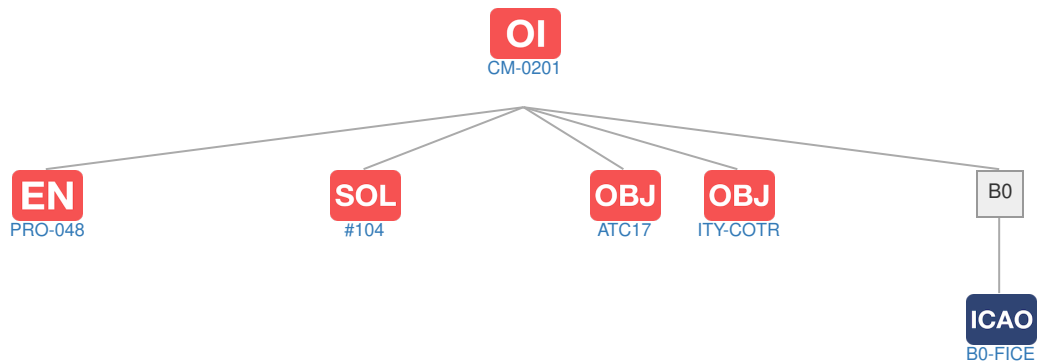 OI
CM-0201
EN
PRO-048
SOL
#104
OBJ
ATC17
OBJ
ITY-COTR
B0
ICAO
B0-FICE